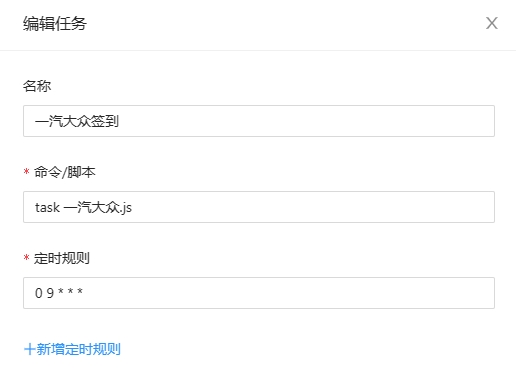 编辑任务 X
名称
一汽大众签到
* 命令/脚本
task 一汽大众.js
* 定时规则
0 9 * * *
+新增定时规则